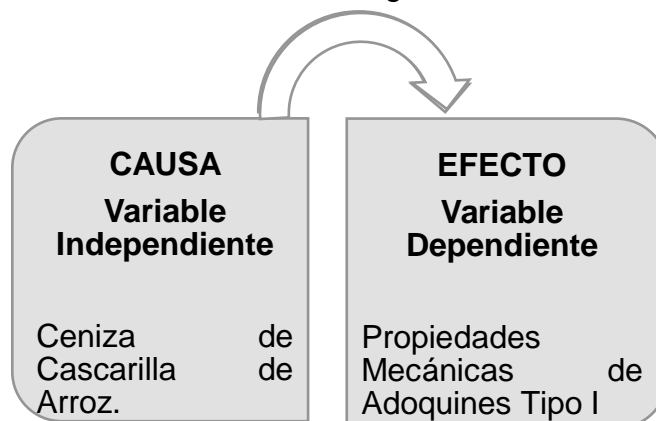 CAUSA
Variable
Independiente
Ceniza de
Cascarilla de
Arroz.
EFECTO
Variable
Dependiente
Propiedades
Mecánicas de
Adoquines Tipo I